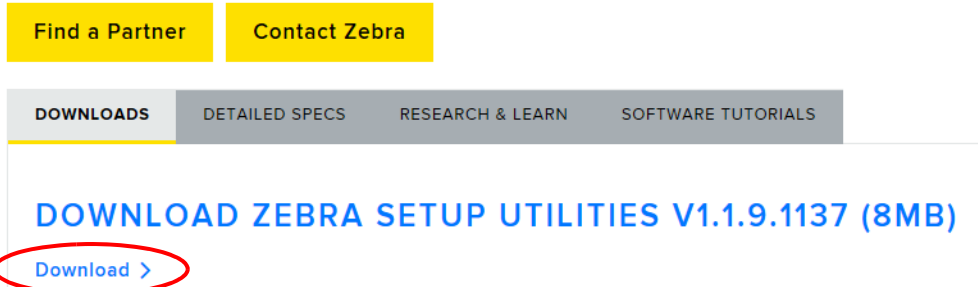 Find a Partner
Contact Zebra
DOWNLOADS
DETAILED SPECS
RESEARCH & LEARN
SOFTWARE TUTORIALS
DOWNLOAD ZEBRA SETUP UTILITIES V1.1.9.1137 (8MB)
Download >